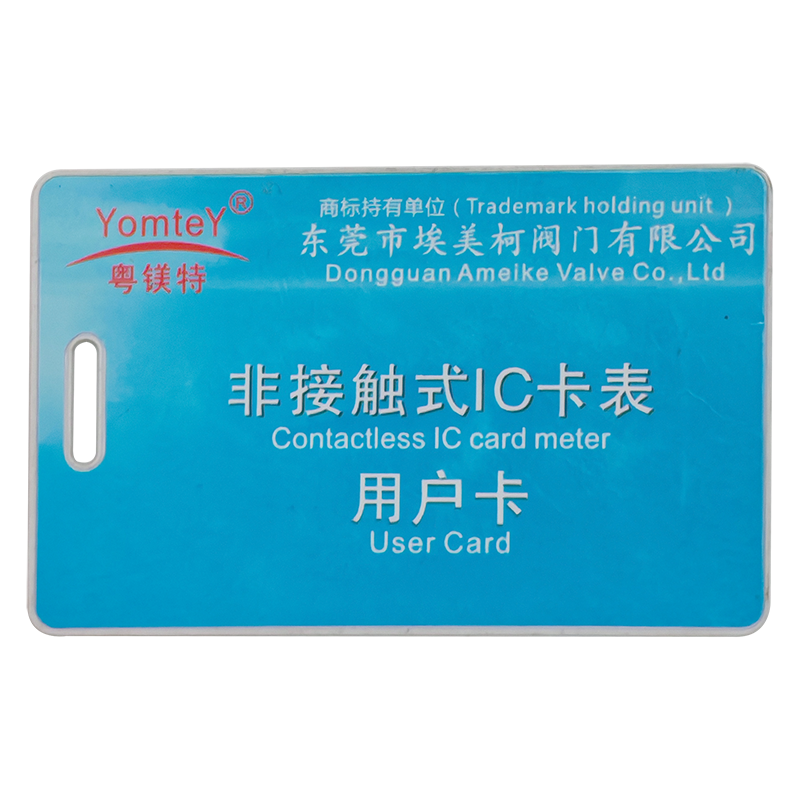 YomteY®
粤镁特
商标持有单位（Trademark holding unit ）
东莞市埃美柯阀门有限公司
Dongguan Ameike Valve Co.,Ltd
非接触式IC卡表
Contactless IC card meter
用户卡
User Card